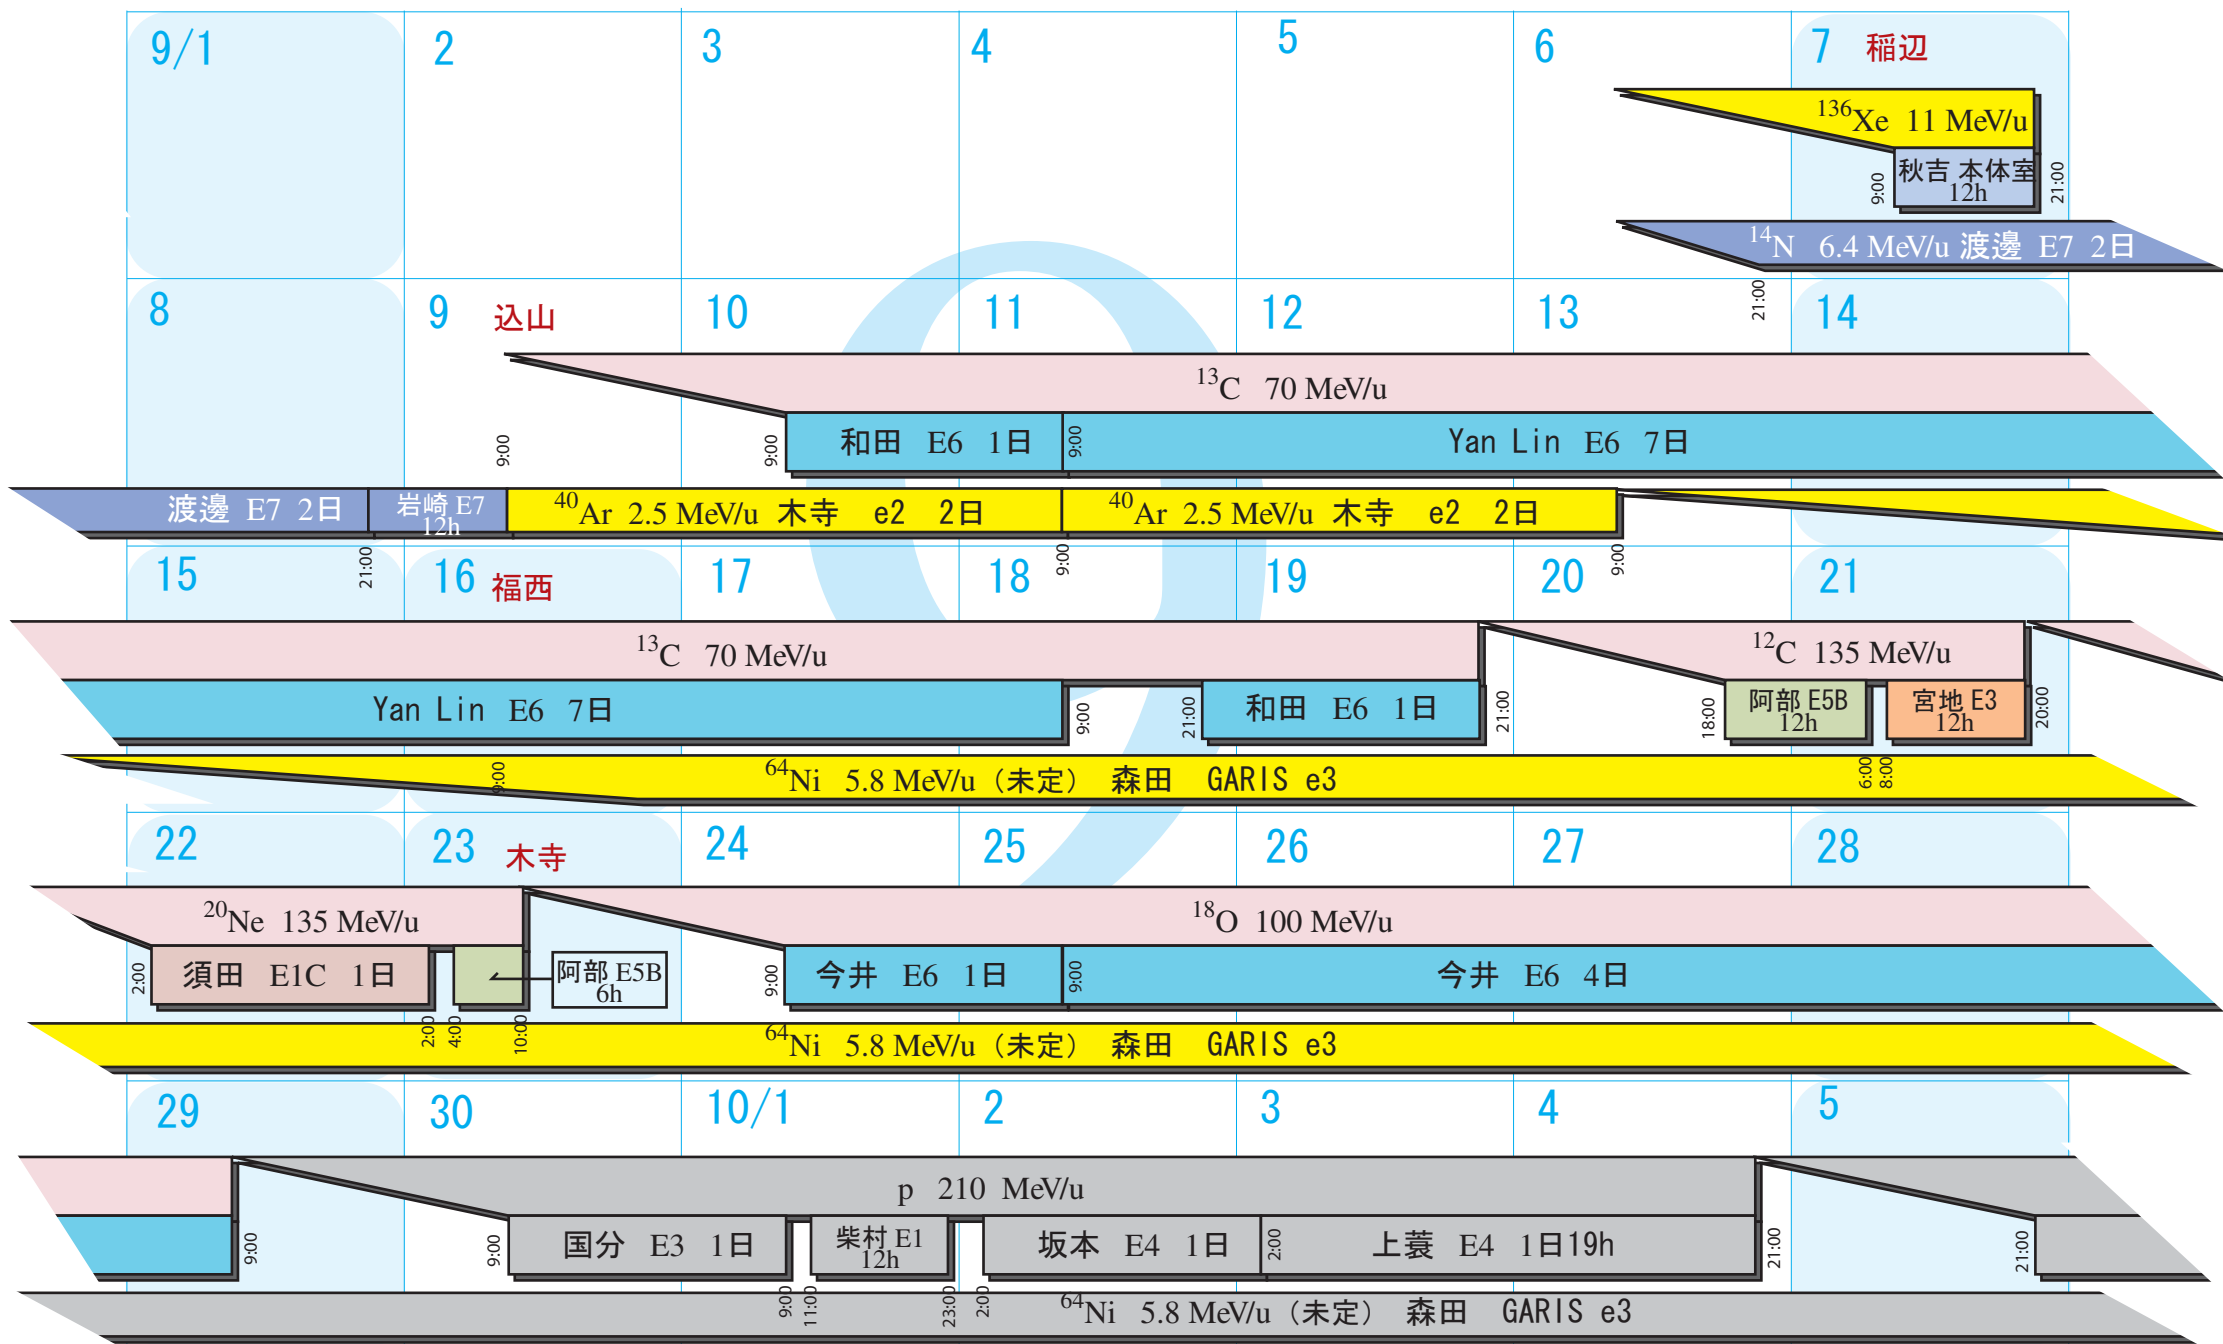 9/1
2
3
4
5
6
7 稲辺
136Xe 11 MeV/u
秋吉 本体室
12h
9:00
21:00
14N 6.4 MeV/u 渡邊 E7 2日
21:00
8
9 込山
10
11
12
13
14
13C 70 MeV/u
9:00
9:00
和田 E6 1日
9:00
Yan Lin E6 7日
渡邊 E7 2日
岩崎 E7
12h
40Ar 2.5 MeV/u 木寺 e2 2日
40Ar 2.5 MeV/u 木寺 e2 2日
21:00
9:00
9:00
15
16 福西
17
18
19
20
21
13C 70 MeV/u
12C 135 MeV/u
Yan Lin E6 7日
9:00
21:00
和田 E6 1日
21:00
18:00
阿部 E5B
12h
宮地 E3
12h
20:00
6:00
8:00
9:00
64Ni 5.8 MeV/u (未定) 森田 GARIS e3
22
23 木寺
24
25
26
27
28
20Ne 135 MeV/u
18O 100 MeV/u
2:00
須田 E1C 1日
阿部 E5B
6h
9:00
今井 E6 1日
9:00
今井 E6 4日
2:00
4:00
10:00
64Ni 5.8 MeV/u (未定) 森田 GARIS e3
29
30
10/1
2
3
4
5
p 210 MeV/u
9:00
9:00
国分 E3 1日
柴村 E1
12h
坂本 E4 1日
2:00
上蓑 E4 1日19h
21:00
21:00
9:00
11:00
23:00
2:00
64Ni 5.8 MeV/u (未定) 森田 GARIS e3